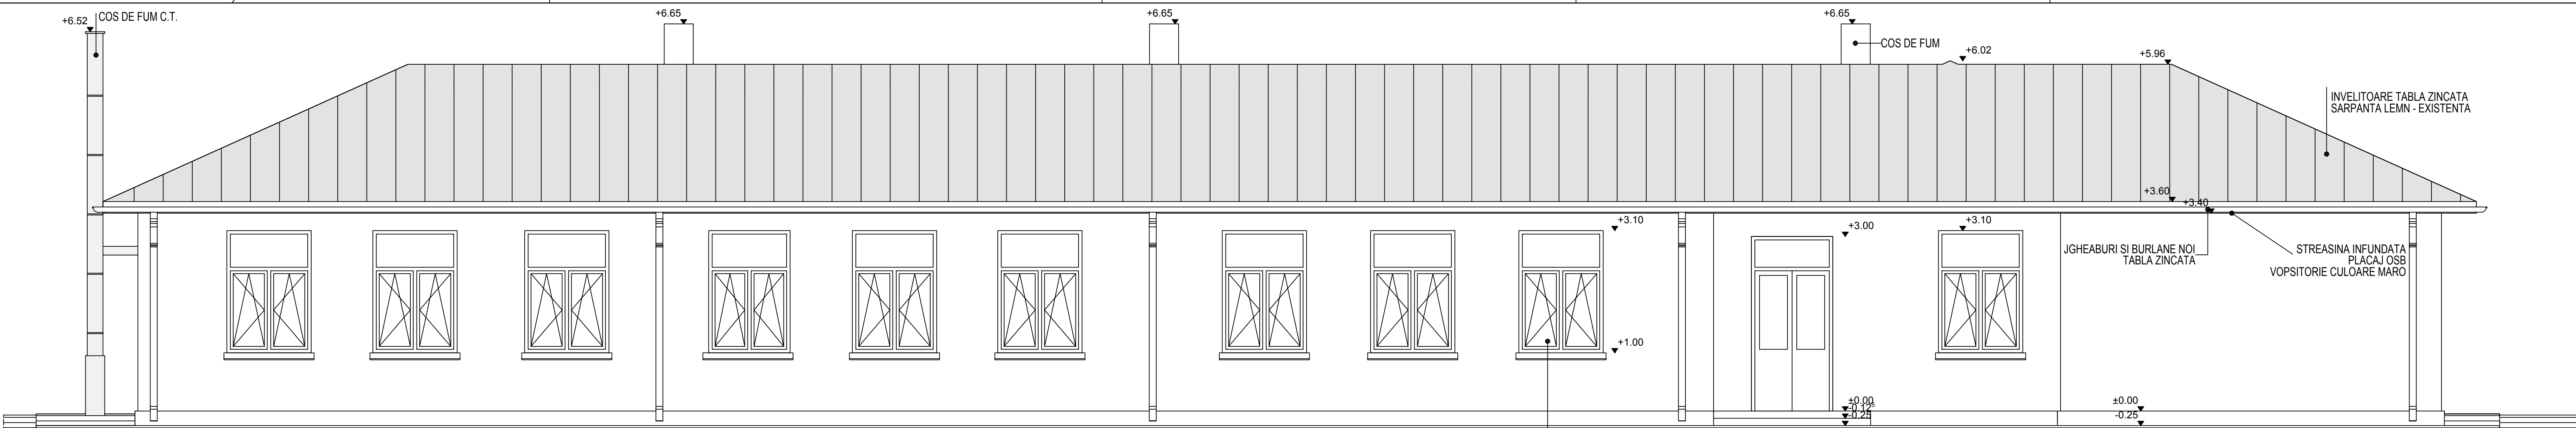 +6.52
COS DE FUM C.T.
+6.65
+6.65
+6.65
COS DE FUM
+6.02
+5.96
INVELITOARE TABLA ZINCATA
SARPANTA LEMN - EXISTENTA
+3.60
+3.40
+3.10
+3.00
+3.10
JGHEABURI SI BURLANE NOI
TABLA ZINCATA
STREASINA INFUNDATA
PLACAJ OSB
VOPSITORIE CULOARE MARO
+1.00
±0.00
-0.12⁵
-0.25
±0.00
-0.25